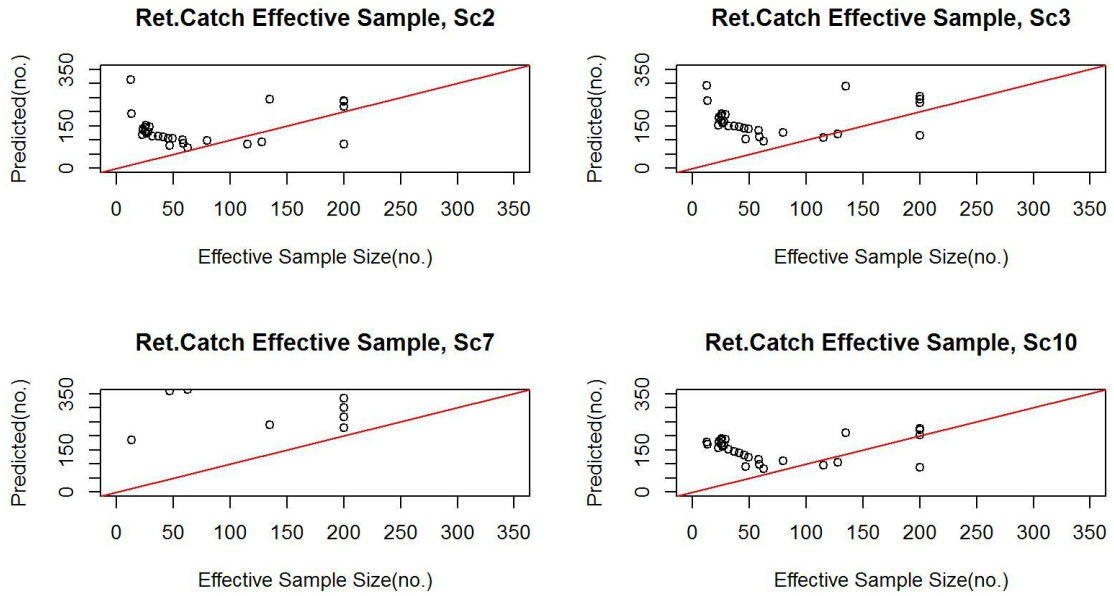 Ret.Catch Effective Sample, Sc2
Predicted(no.)
350
150
0
0 50 100 150 200 250 300 350
Effective Sample Size(no.)
Ret.Catch Effective Sample, Sc3
Predicted(no.)
350
150
0
0 50 100 150 200 250 300 350
Effective Sample Size(no.)
Ret.Catch Effective Sample, Sc7
Predicted(no.)
350
150
0
0 50 100 150 200 250 300 350
Effective Sample Size(no.)
Ret.Catch Effective Sample, Sc10
Predicted(no.)
350
150
0
0 50 100 150 200 250 300 350
Effective Sample Size(no.)